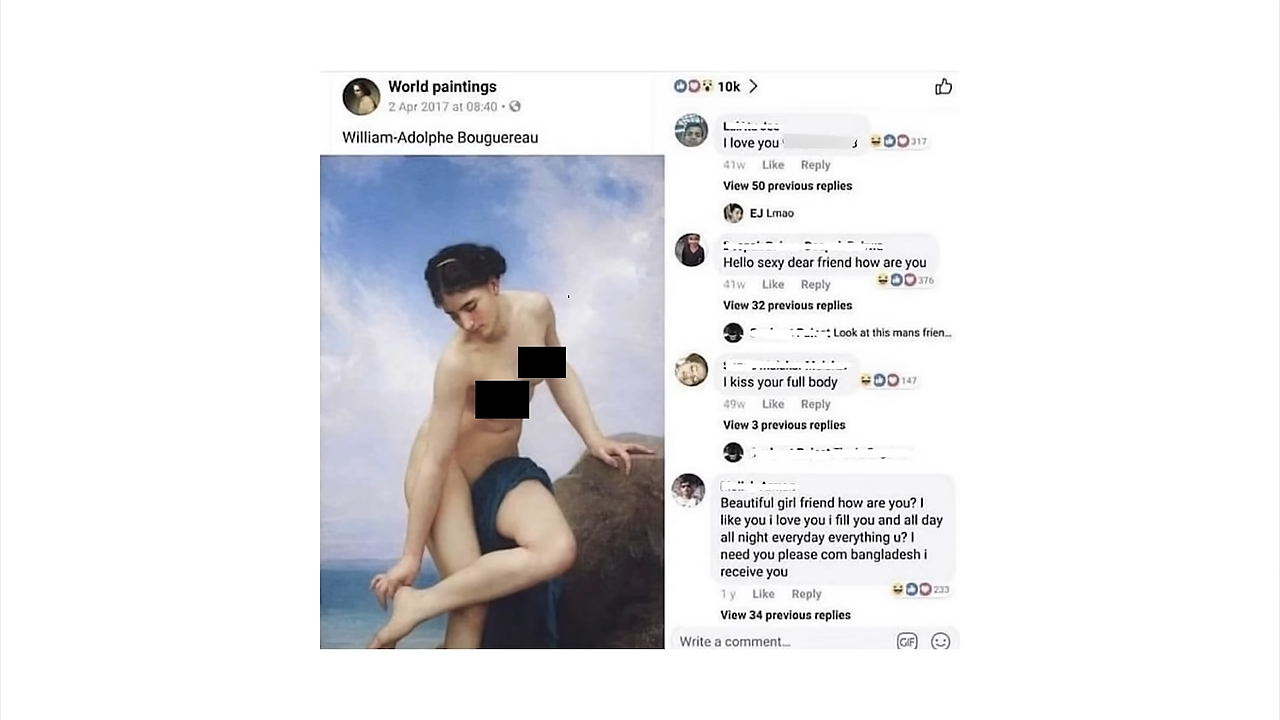 World paintings
2 Apr 2017 at 08:40
William-Adolphe Bouguereau
10k
I love you
317
41w Like Reply
View 50 previous replies
EJ Lmao
Hello sexy dear friend how are you
376
41w Like Reply
View 32 previous replies
Look at this mans frien...
I kiss your full body
147
49w Like Reply
View 3 previous replies
Beautiful girl friend how are you? I
like you i love you i fill you and all day
all night everyday everything u? I
need you please com bangladesh i
receive you
233
1 y Like Reply
View 34 previous replies
Write a comment...
GIF